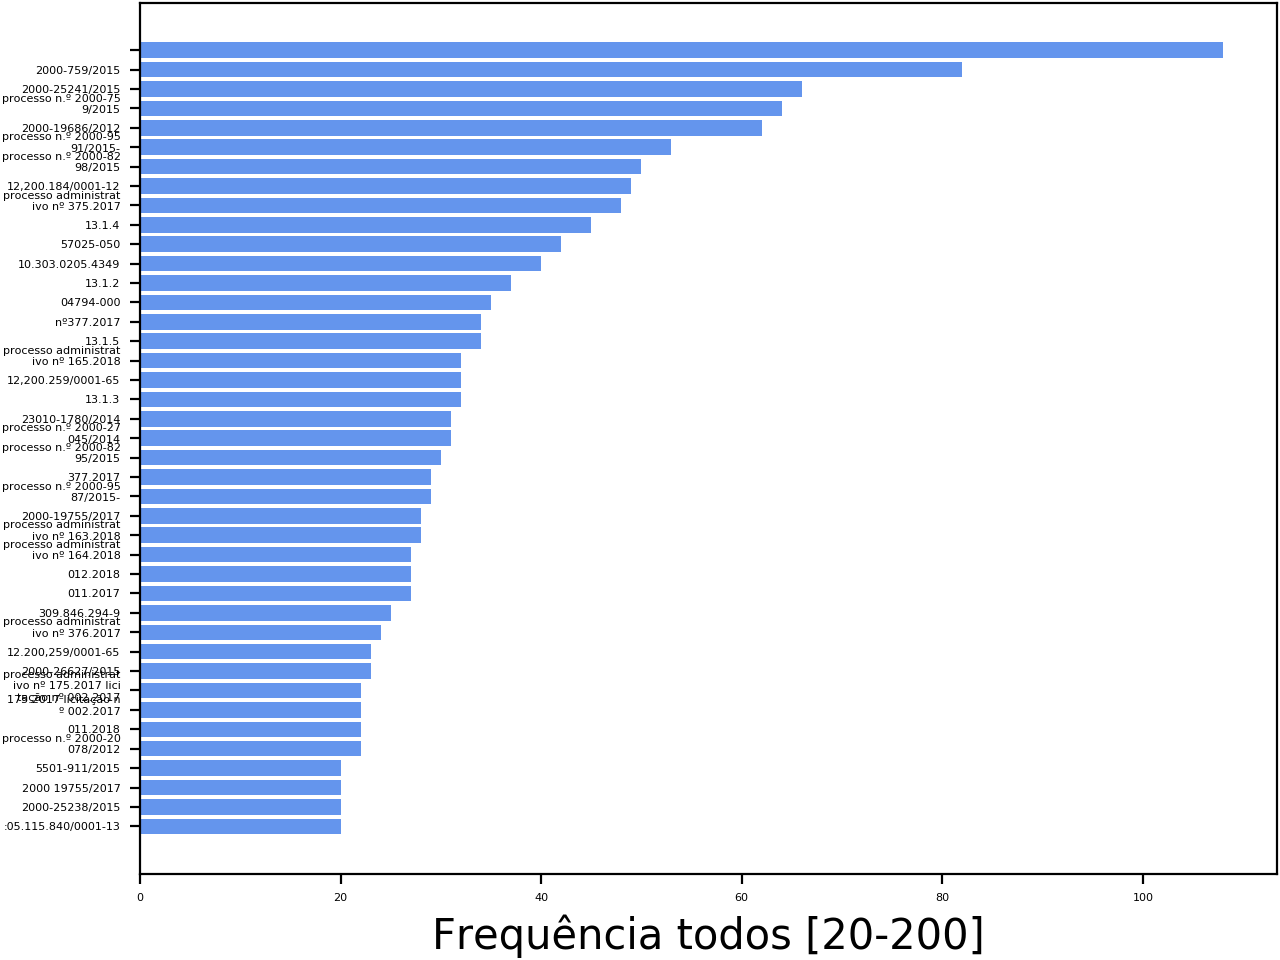 2000-759/2015
2000-25241/2015
processo n.º 2000-75
9/2015
2000-19686/2012
processo n.º 2000-95
91/2015-
processo n.º 2000-82
98/2015
12,200.184/0001-12
processo administrat
ivo nº 375.2017
13.1.4
57025-050
10.303.0205.4349
13.1.2
04794-000
nº377.2017
13.1.5
processo administrat
ivo nº 165.2018
12,200.259/0001-65
13.1.3
23010-1780/2014
processo n.º 2000-27
045/2014
processo n.º 2000-82
95/2015
377.2017
processo n.º 2000-95
87/2015-
2000-19755/2017
processo administrat
ivo nº 163.2018
processo administrat
ivo nº 164.2018
012.2018
011.2017
309.846.294-9
processo administrat
ivo nº 376.2017
12.200,259/0001-65
2000-26627/2015
processo administrat
ivo nº 175.2017 lici
tação nº 002.2017
175.2017 licitação n
º 002.2017
011.2018
processo n.º 2000-20
078/2012
5501-911/2015
2000 19755/2017
2000-25238/2015
:05.115.840/0001-13
0 20 40 60 80 100
Frequência todos [20-200]